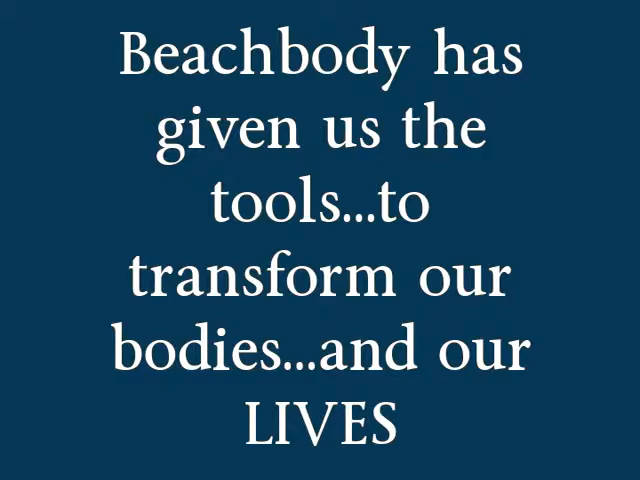 Beachbody has
given us the
tools...to
transform our
bodies...and our
LIVES